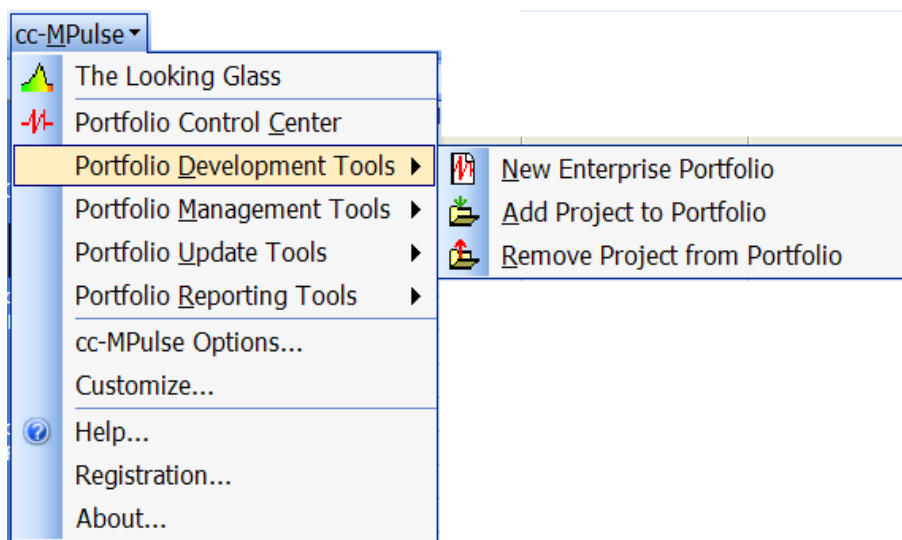 cc-MPulse
The Looking Glass
Portfolio Control Center
Portfolio Development Tools
New Enterprise Portfolio
Portfolio Management Tools
Add Project to Portfolio
Portfolio Update Tools
Remove Project from Portfolio
Portfolio Reporting Tools
cc-MPulse Options...
Customize...
Help...
Registration...
About...